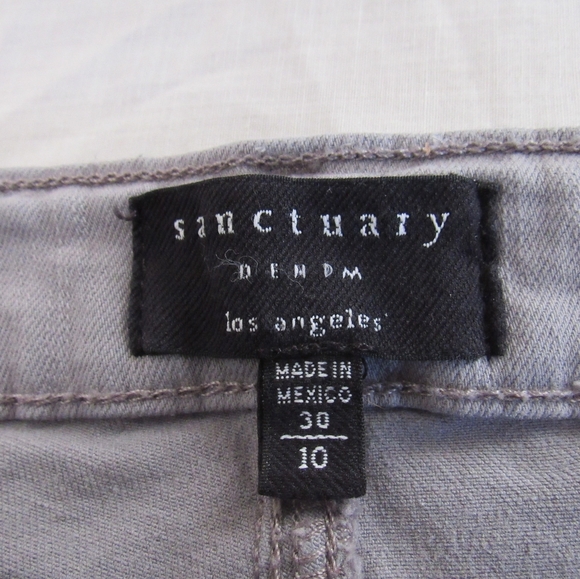 sanctuary
DENIM
los angeles
MADE IN
MEXICO
30
10